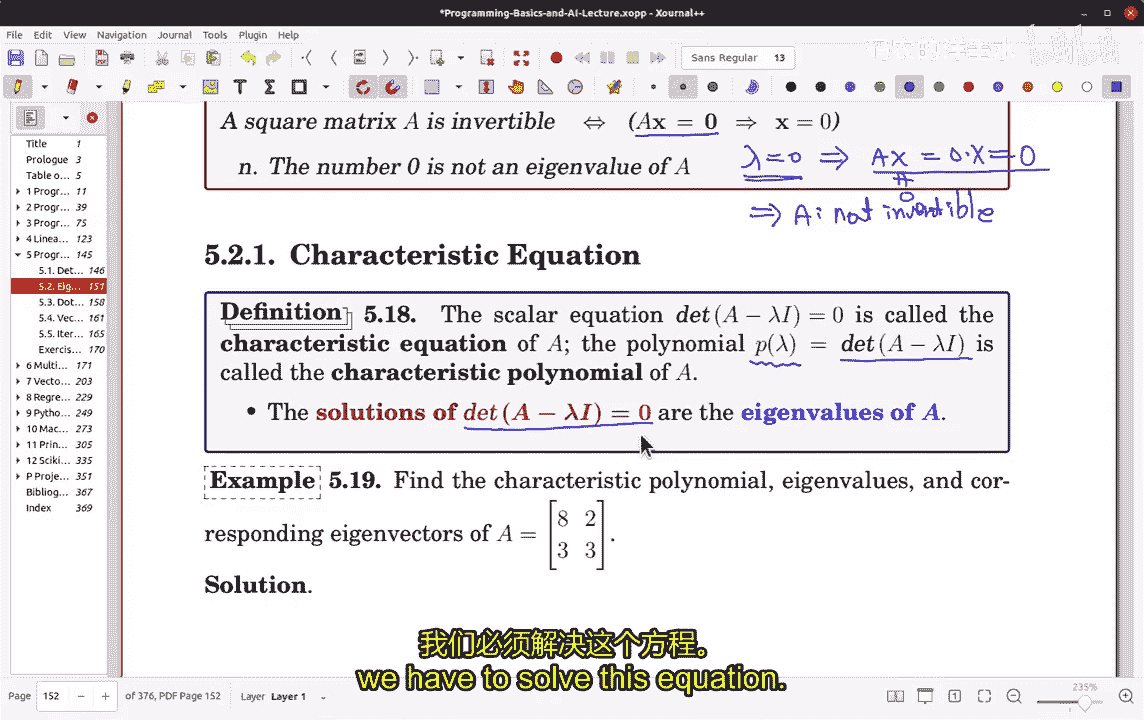 *Programming-Basics-and-AI-Lecture.xopp - Xournal++
File Edit View Navigation Journal Tools Plugin Help
Sans Regular 13
Title 1
Prologue 3
Table o... 5
1 Progr... 11
2 Progr... 39
3 Progr... 75
4 Linea... 123
5 Progr... 145
5.1. Det... 146
5.2. Eig... 151
5.3. Dot... 158
5.4. Vec... 161
5.5. Iter... 165
Exercis... 170
6 Multi... 171
7 Vecto... 203
8 Regre... 229
9 Pytho... 249
10 Mac... 273
11 Prin... 305
12 Sciki... 335
P Proje... 351
Bibliog... 367
Index 369
A square matrix A is invertible ⇔ (Ax = 0 ⇒ x = 0)
n. The number 0 is not an eigenvalue of A
λ=0 ⇒ Ax = 0·x = 0
⇒ A: not invertible
5.2.1. Characteristic Equation
Definition 5.18. The scalar equation det(A − λI) = 0 is called the
characteristic equation of A; the polynomial p(λ) = det(A − λI) is
called the characteristic polynomial of A.
• The solutions of det(A − λI) = 0 are the eigenvalues of A.
Example 5.19. Find the characteristic polynomial, eigenvalues, and cor-
responding eigenvectors of A = [8 2
3 3].
Solution.
我们必须解决这个方程。
we have to solve this equation.
Page 152 of 376, PDF Page 152 Layer Layer 1
235%